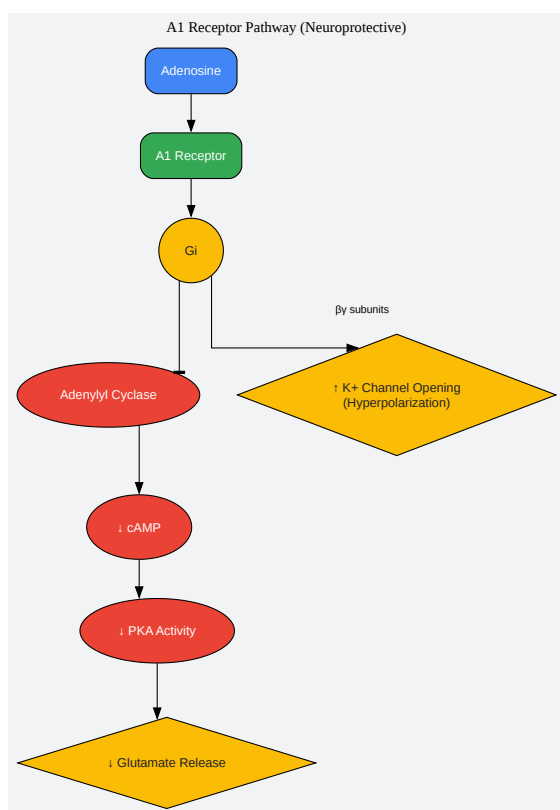 A1 Receptor Pathway (Neuroprotective)
Adenosine
A1 Receptor
Gi
βγ subunits
Adenylyl Cyclase
↑ K+ Channel Opening
(Hyperpolarization)
↓ cAMP
↓ PKA Activity
↓ Glutamate Release